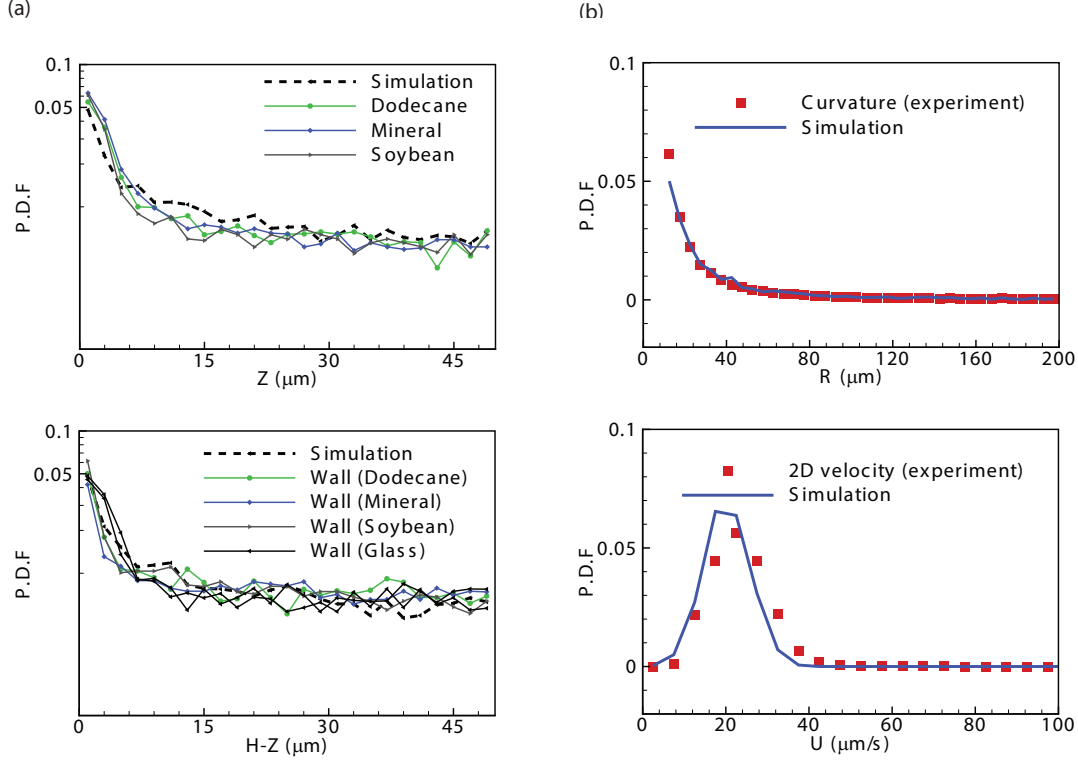 (a)
0.1
0.05
P.D.F
Simulation
Dodecane
Mineral
Soybean
0 15 30 45
Z (μm)
0.1
0.05
P.D.F
Simulation
Wall (Dodecane)
Wall (Mineral)
Wall (Soybean)
Wall (Glass)
0 15 30 45
H-Z (μm)
(b)
0.1
0.05
0
P.D.F
Curvature (experiment)
Simulation
0 40 80 120 160 200
R (μm)
0.1
0.05
0
P.D.F
2D velocity (experiment)
Simulation
0 20 40 60 80 100
U (μm/s)